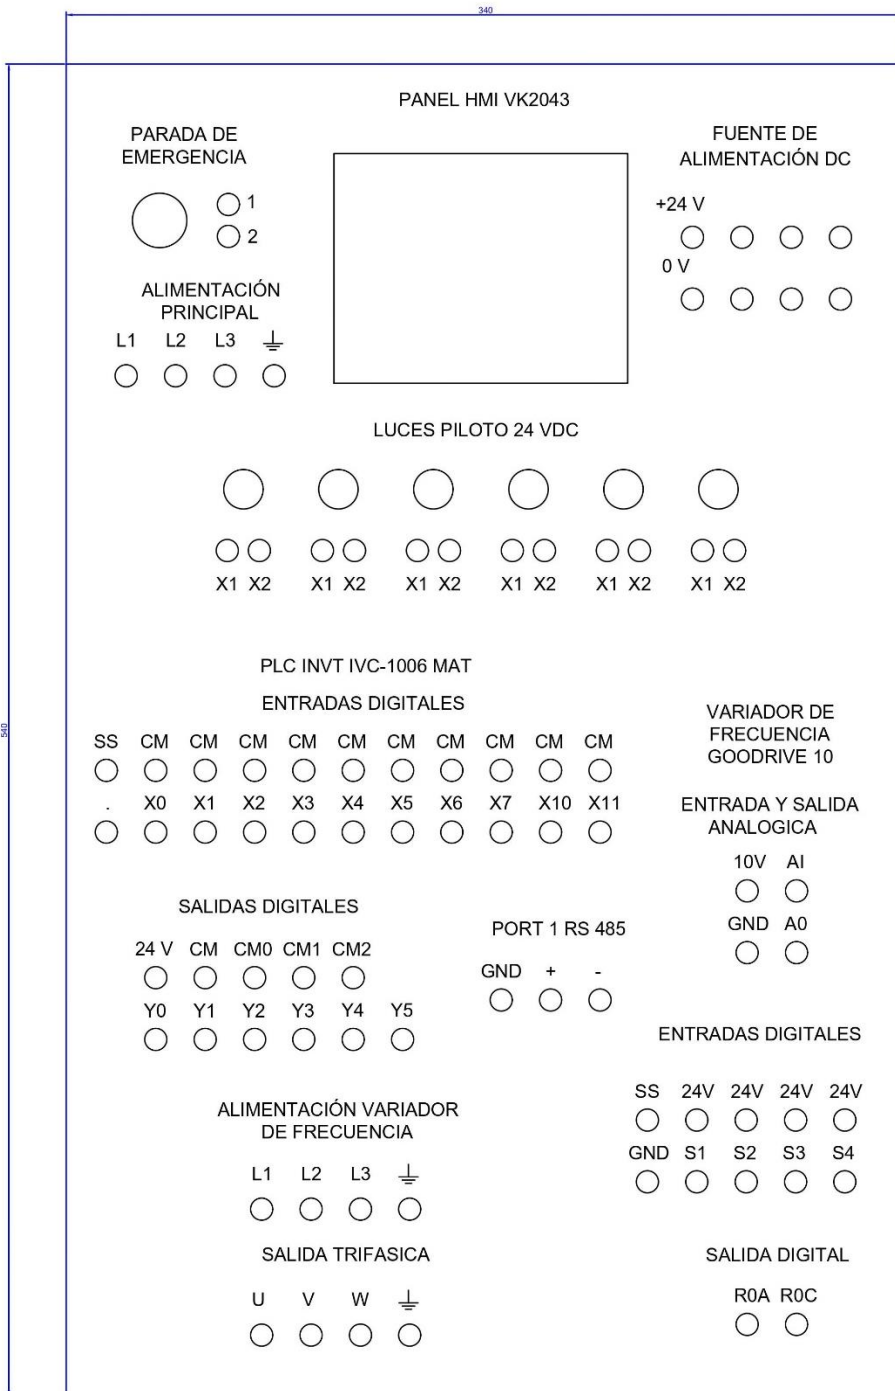 340
540
PANEL HMI VK2043
PARADA DE
EMERGENCIA
1
2
FUENTE DE
ALIMENTACIÓN DC
+24 V
0 V
ALIMENTACIÓN
PRINCIPAL
L1 L2 L3
LUCES PILOTO 24 VDC
X1 X2 X1 X2 X1 X2 X1 X2 X1 X2 X1 X2
PLC INVT IVC-1006 MAT
ENTRADAS DIGITALES
SS CM CM CM CM CM CM CM CM CM CM
. X0 X1 X2 X3 X4 X5 X6 X7 X10 X11
VARIADOR DE
FRECUENCIA
GOODRIVE 10
ENTRADA Y SALIDA
ANALOGICA
10V AI
GND A0
SALIDAS DIGITALES
24 V CM CM0 CM1 CM2
Y0 Y1 Y2 Y3 Y4 Y5
PORT 1 RS 485
GND + -
ENTRADAS DIGITALES
SS 24V 24V 24V 24V
GND S1 S2 S3 S4
ALIMENTACIÓN VARIADOR
DE FRECUENCIA
L1 L2 L3
SALIDA TRIFASICA
U V W
SALIDA DIGITAL
R0A R0C